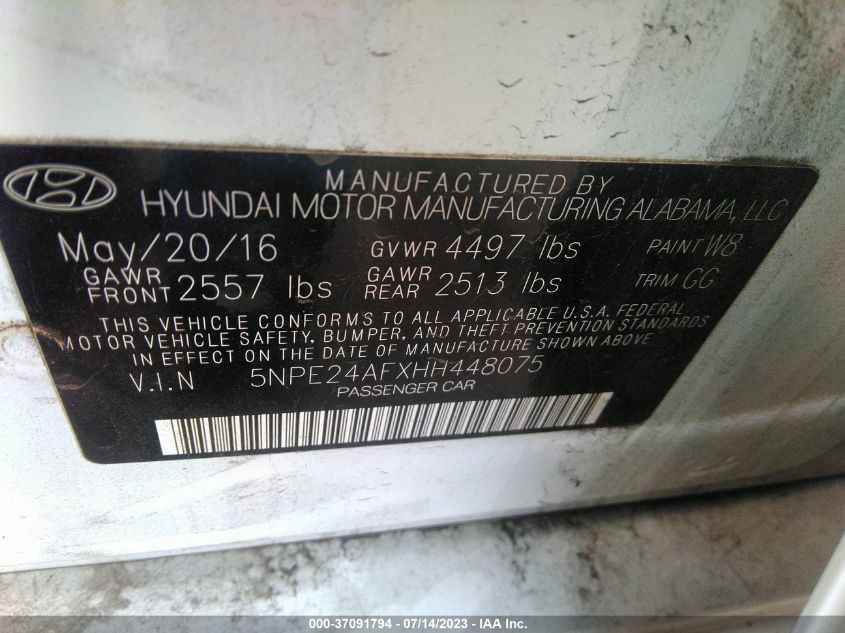 MANUFACTURED BY
HYUNDAI MOTOR MANUFACTURING ALABAMA, LLC
May/20/16 GVWR 4497 lbs PAINT W8
GAWR FRONT 2557 lbs GAWR REAR 2513 lbs TRIM GG
THIS VEHICLE CONFORMS TO ALL APPLICABLE U.S.A. FEDERAL
MOTOR VEHICLE SAFETY, BUMPER, AND THEFT PREVENTION STANDARDS
IN EFFECT ON THE DATE OF MANUFACTURE SHOWN ABOVE
V.I.N 5NPE24AFXHH448075
PASSENGER CAR
000-37091794 - 07/14/2023 - IAA Inc.